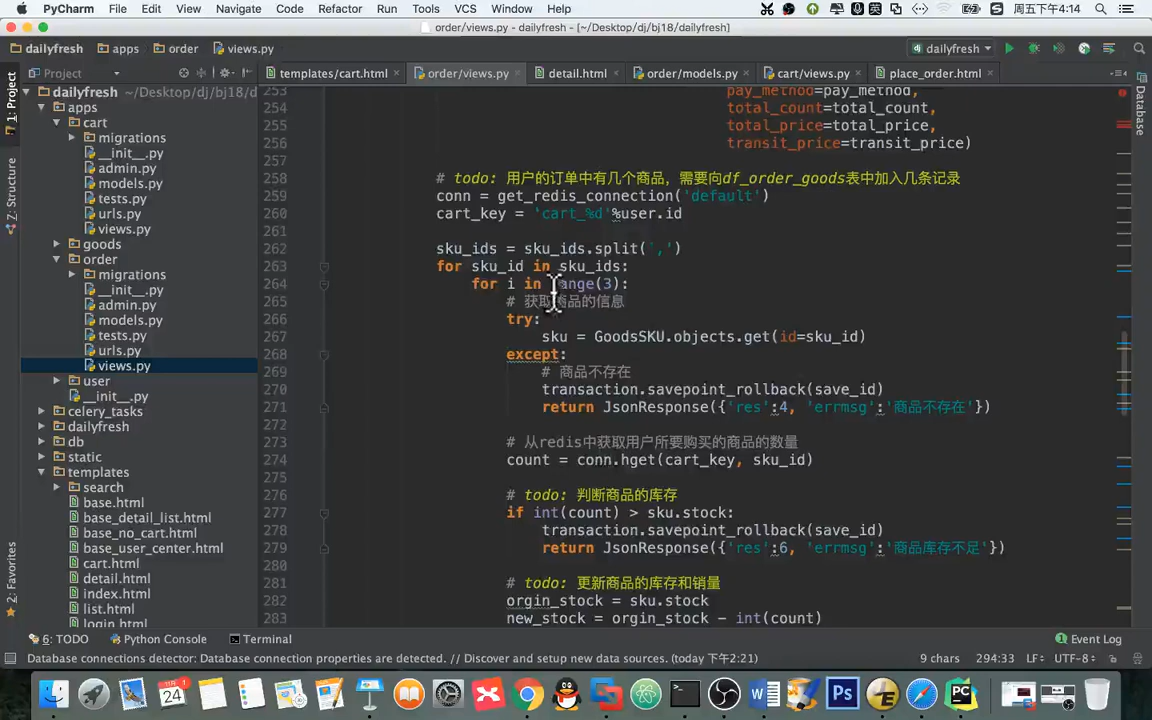 PyCharm File Edit View Navigate Code Refactor Run Tools VCS Window Help 英 周五下午4:14
order/views.py - dailyfresh - [~/Desktop/dj/bj18/dailyfresh]
dailyfresh apps order views.py dailyfresh
Project templates/cart.html order/views.py detail.html order/models.py cart/views.py place_order.html
1: Project
Z: Structure
2: Favorites
Database
dailyfresh ~/Desktop/dj/bj18/d
apps
cart
migrations
__init__.py
admin.py
models.py
tests.py
urls.py
views.py
goods
order
migrations
__init__.py
admin.py
models.py
tests.py
urls.py
views.py
user
__init__.py
celery_tasks
dailyfresh
db
static
templates
search
base.html
base_detail_list.html
base_no_cart.html
base_user_center.html
cart.html
detail.html
index.html
list.html
login.html
253 pay_method=pay_method,
254 total_count=total_count,
255 total_price=total_price,
256 transit_price=transit_price)
257
258 # todo: 用户的订单中有几个商品，需要向df_order_goods表中加入几条记录
259 conn = get_redis_connection('default')
260 cart_key = 'cart_%d'%user.id
261
262 sku_ids = sku_ids.split(',')
263 for sku_id in sku_ids:
264 for i in range(3):
265 # 获取商品的信息
266 try:
267 sku = GoodsSKU.objects.get(id=sku_id)
268 except:
269 # 商品不存在
270 transaction.savepoint_rollback(save_id)
271 return JsonResponse({'res':4, 'errmsg':'商品不存在'})
272
273 # 从redis中获取用户所要购买的商品的数量
274 count = conn.hget(cart_key, sku_id)
275
276 # todo: 判断商品的库存
277 if int(count) > sku.stock:
278 transaction.savepoint_rollback(save_id)
279 return JsonResponse({'res':6, 'errmsg':'商品库存不足'})
280
281 # todo: 更新商品的库存和销量
282 orgin_stock = sku.stock
283 new_stock = orgin_stock - int(count)
6: TODO Python Console Terminal 1 Event Log
Database connections detector: Database connection properties are detected. // Discover and setup new data sources. (today 下午2:21) 9 chars 294:33 LF÷ UTF-8÷
24 W Ps PC